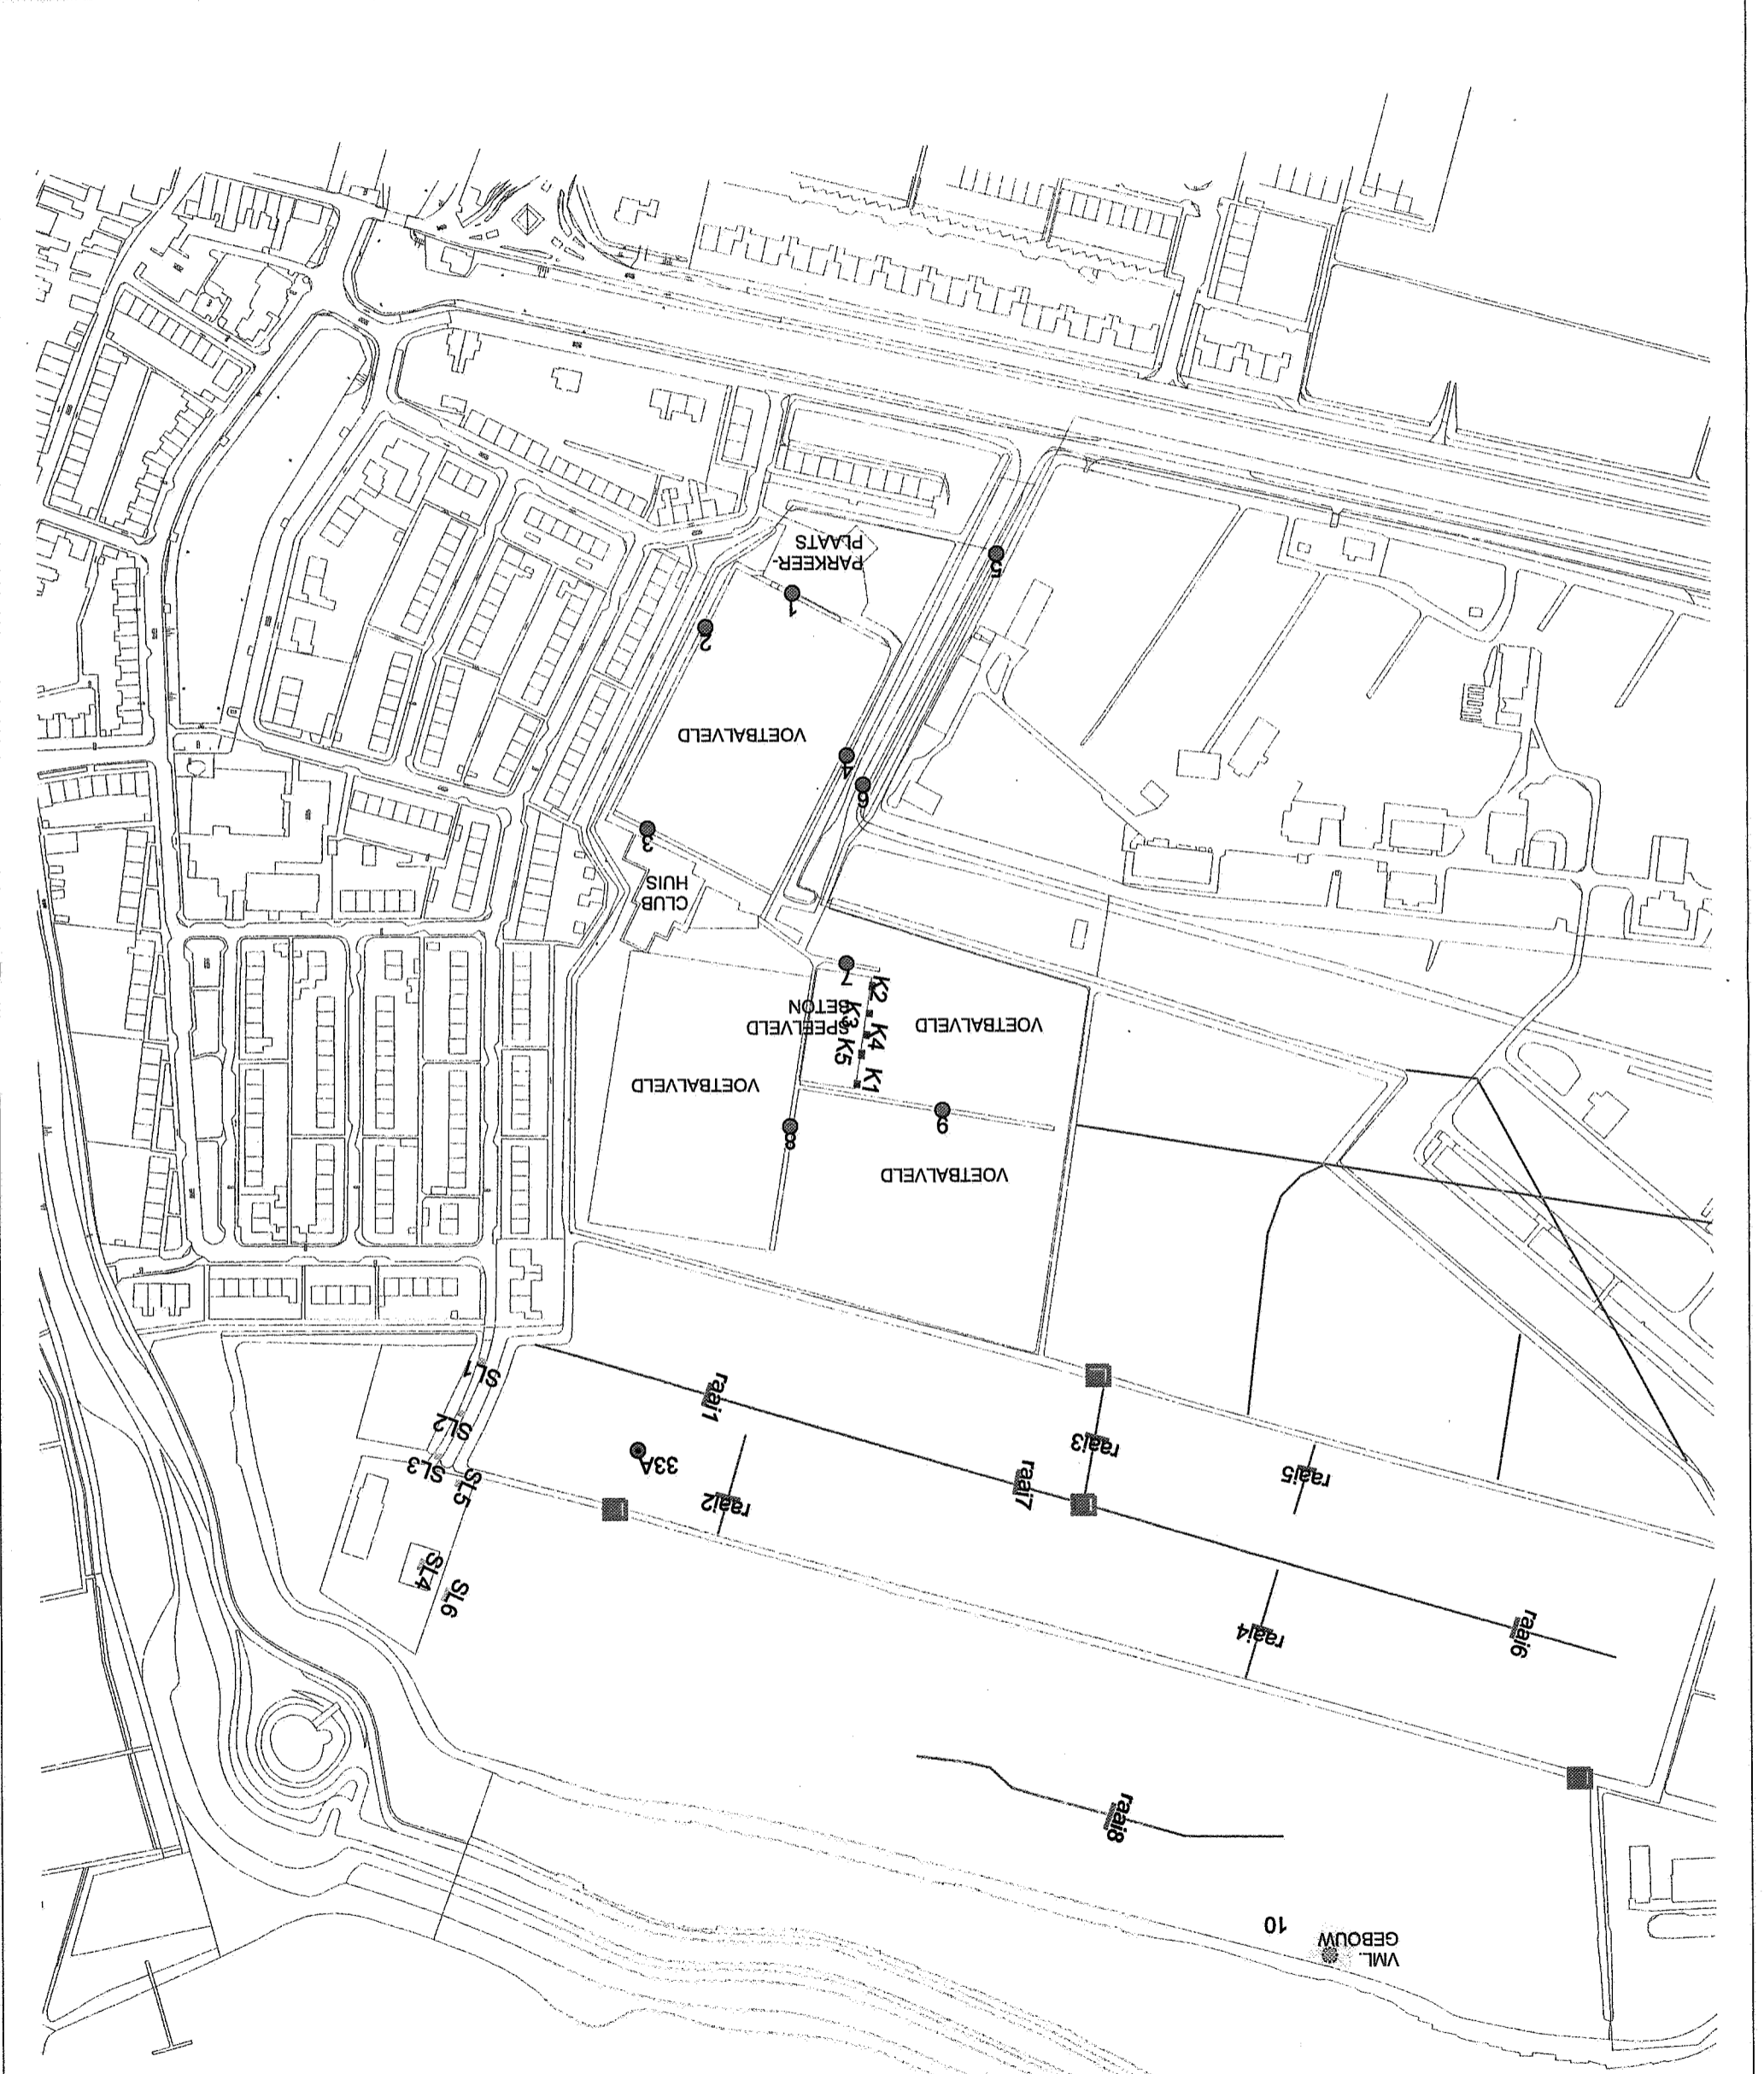 VML.
GEBOUW
10
raai8
raai6
raai4
SL6
SL4
raai2
raai7
SL5
raai5
SL3
33A
raai3
SL2
raai1
SL1
VOETBALVELD
8
9
VOETBALVELD
K1
K5
K4
SPEELVELD
BETON
VOETBALVELD
K3
K2
7
CLUB
HUIS
3
6
4
VOETBALVELD
2
1
5
PARKEER-
PLAATS